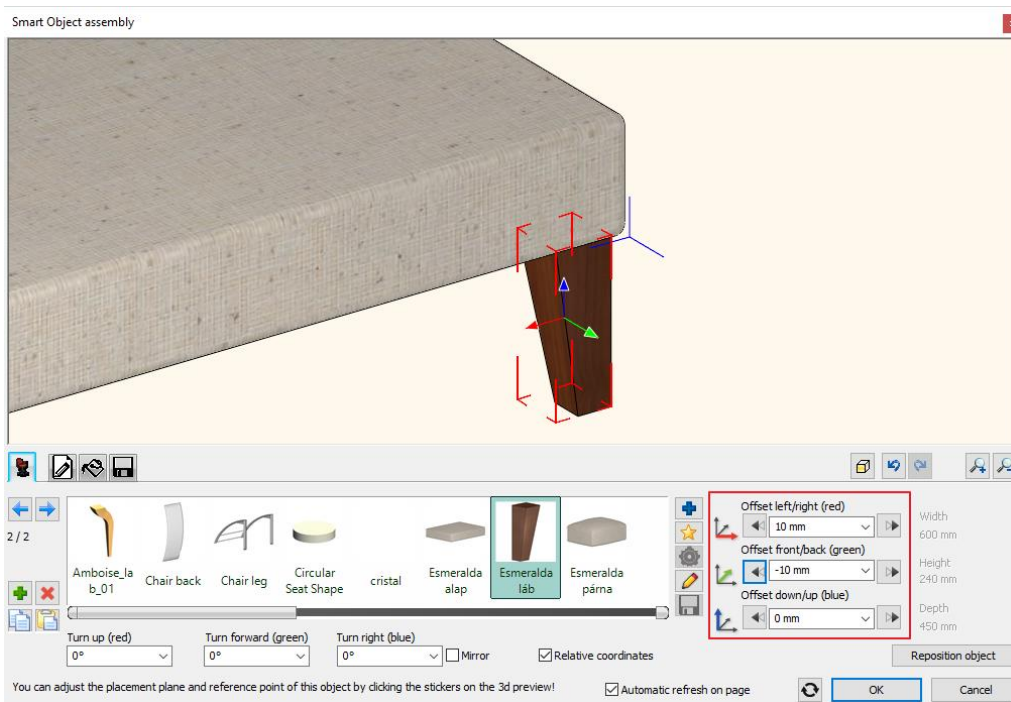 Smart Object assembly
2 / 2
Amboise_la
b_01
Chair back
Chair leg
Circular
Seat Shape
cristal
Esmeralda
alap
Esmeralda
láb
Esmeralda
párna
Offset left/right (red)
10 mm
Offset front/back (green)
-10 mm
Offset down/up (blue)
0 mm
Width
600 mm
Height
240 mm
Depth
450 mm
Turn up (red)
0°
Turn forward (green)
0°
Turn right (blue)
0°
Mirror
Relative coordinates
Reposition object
You can adjust the placement plane and reference point of this object by clicking the stickers on the 3d preview!
Automatic refresh on page
OK
Cancel